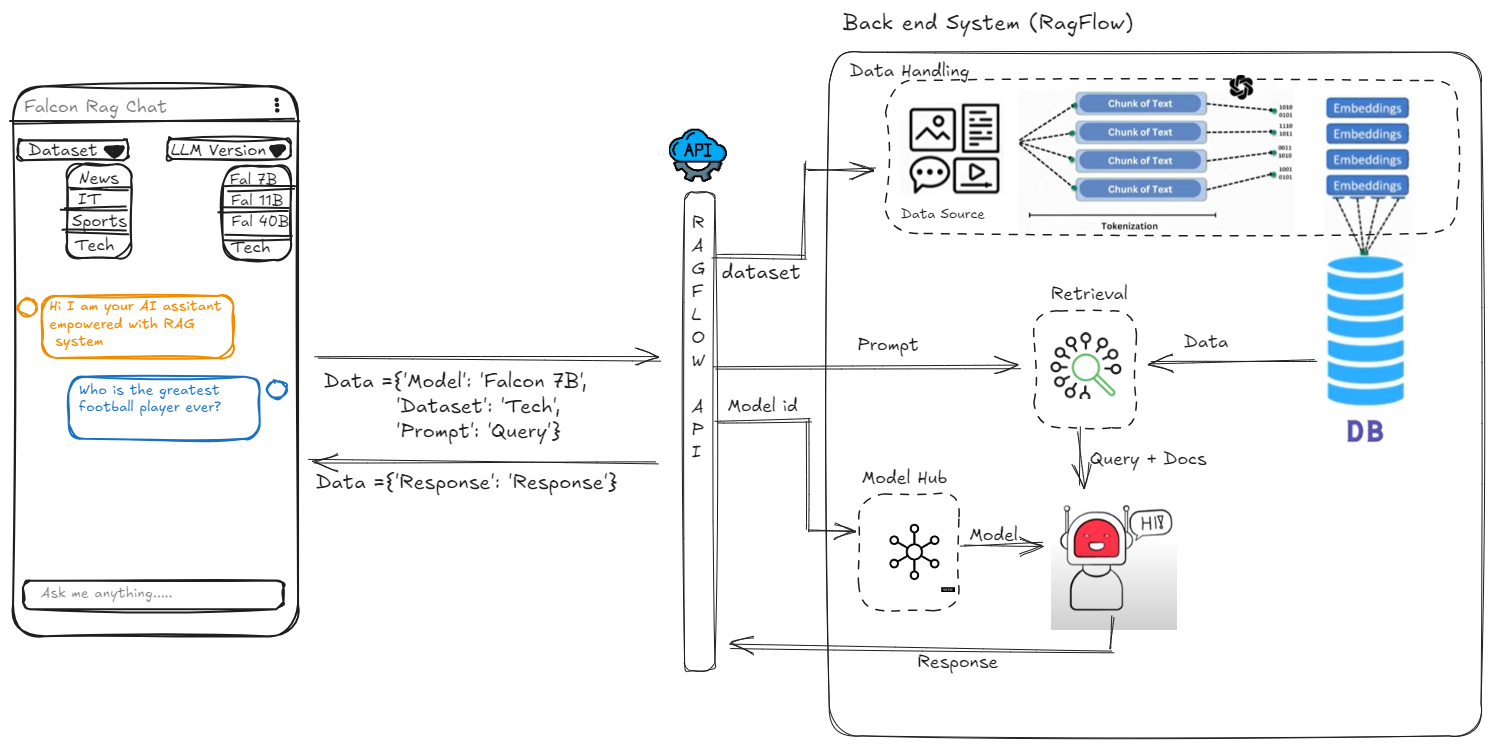 Back end System (RagFlow)
Falcon Rag Chat
Dataset
LLM Version
News
IT
Sports
Tech
Fal 7B
Fal 11B
Fal 40B
Tech
Hi I am your AI assitant
empowered with RAG
system
Who is the greatest
football player ever?
Ask me anything.....
Data ={'Model': 'Falcon 7B',
'Dataset': 'Tech',
'Prompt': 'Query'}
Data ={'Response': 'Response'}
API
RAGFLOW API
dataset
Prompt
Model id
Response
Data Handling
Data Source
Chunk of Text
Chunk of Text
Chunk of Text
Chunk of Text
Tokenization
1010
0101
1110
1011
0011
1010
1001
0101
Embeddings
Embeddings
Embeddings
Embeddings
DB
Data
Retrieval
Query + Docs
Model Hub
Model
HI!